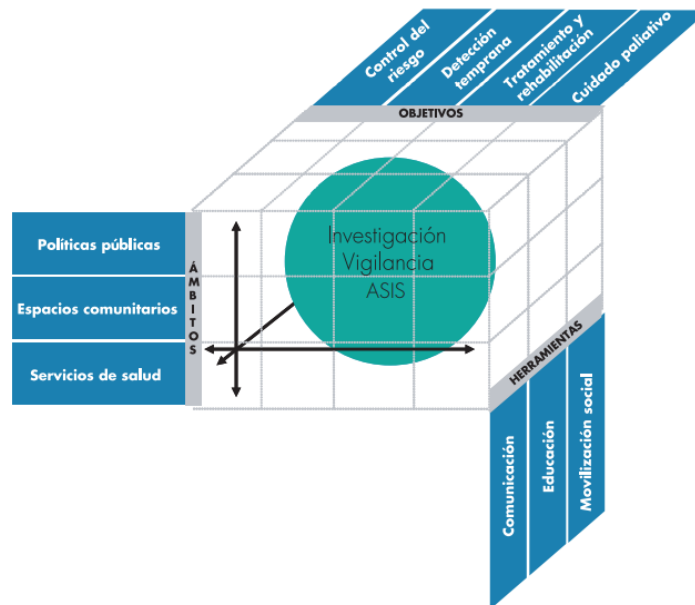 Control del
riesgo
Detección
temprana
Tratamiento y
rehabilitación
Cuidado paliativo
OBJETIVOS
Políticas públicas
Espacios comunitarios
Servicios de salud
ÁMBITOS
Investigación
Vigilancia
ASIS
HERRAMIENTAS
Comunicación
Educación
Movilización social